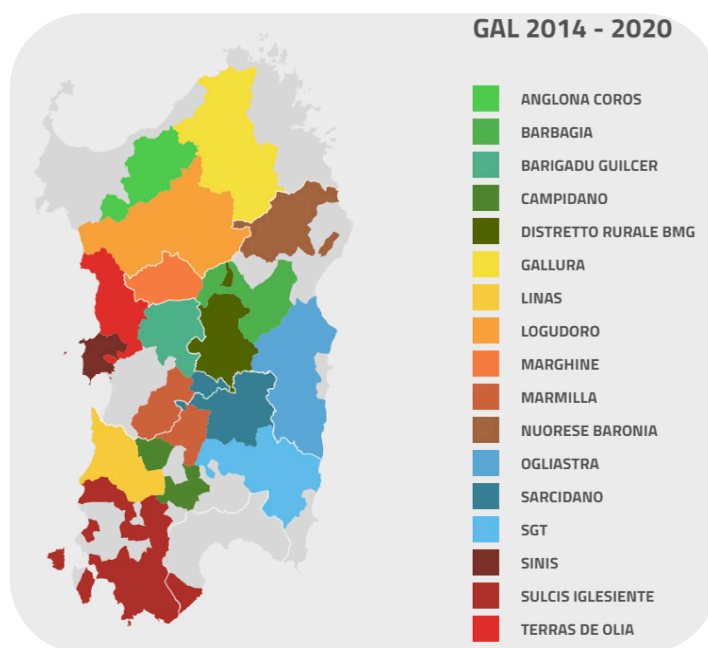 GAL 2014 - 2020
ANGLONA COROS
BARBAGIA
BARIGADU GUILCER
CAMPIDANO
DISTRETTO RURALE BMG
GALLURA
LINAS
LOGUDORO
MARGHINE
MARMILLA
NUORESE BARONIA
OGLIASTRA
SARCIDANO
SGT
SINIS
SULCIS IGLESIENTE
TERRAS DE OLIA